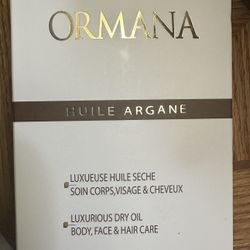 ORMANA
HUILE ARGANE
LUXUEUSE HUILE SECHE
SOIN CORPS,VISAGE & CHEVEUX
LUXURIOUS DRY OIL
BODY, FACE & HAIR CARE